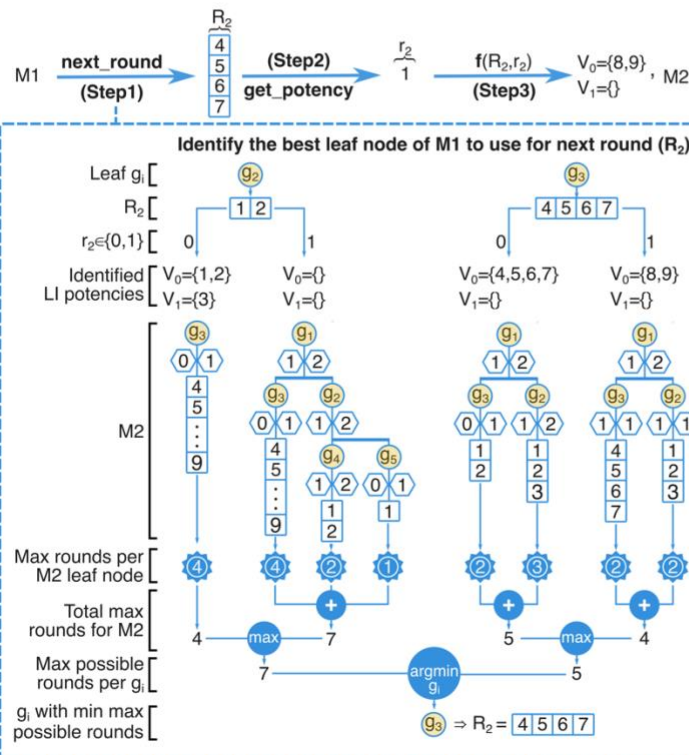 R2
M1 next_round (Step1) 4 5 6 7 (Step2) get_potency r2 1 f(R2,r2) (Step3) V0={8,9} V1={} , M2
Identify the best leaf node of M1 to use for next round (R2)
Leaf gi g2 g3
R2 1 2 4 5 6 7
r2∈{0,1} 0 1 0 1
Identified V0={1,2} V0={} V0={4,5,6,7} V0={8,9}
LI potencies V1={3} V1={} V1={} V1={}
M2
g3 g1 g1 g1
0 1 1 2 1 2 1 2
4 g3 g2 g3 g2 g3 g2
5 0 1 1 2 0 1 1 2 1 1 1 1
⋮
9
4 5 ⋮ 9
g4 g5
1 2 0 1
1 2
1
1 2
1 2 3
4 5 6 7
1 2 3
Max rounds per
M2 leaf node 4 4 2 1 2 3 2 2
Total max + + +
rounds for M2 4 max 7 5 max 4
Max possible
rounds per gi 7 argmin gi 5
gi with min max
possible rounds g3 ⇒ R2= 4 5 6 7